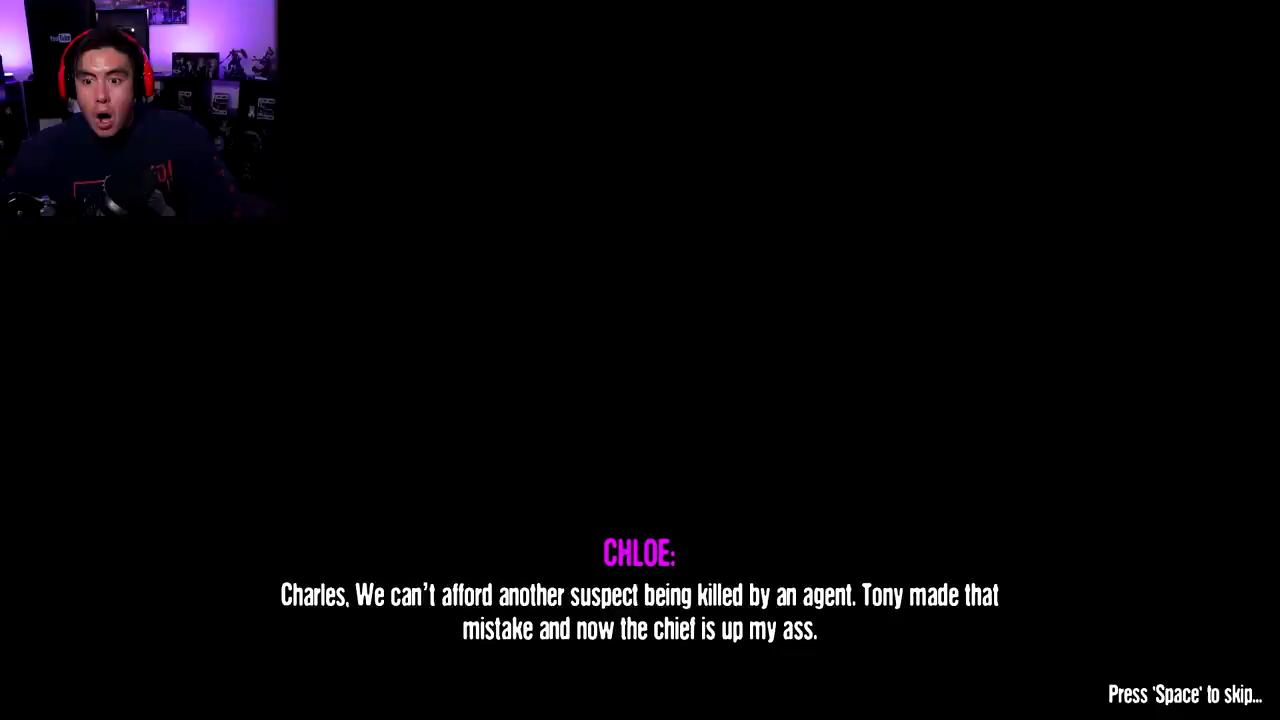 YouTube
CHLOE:
Charles, We can't afford another suspect being killed by an agent. Tony made that
mistake and now the chief is up my ass.
Press 'Space' to skip...